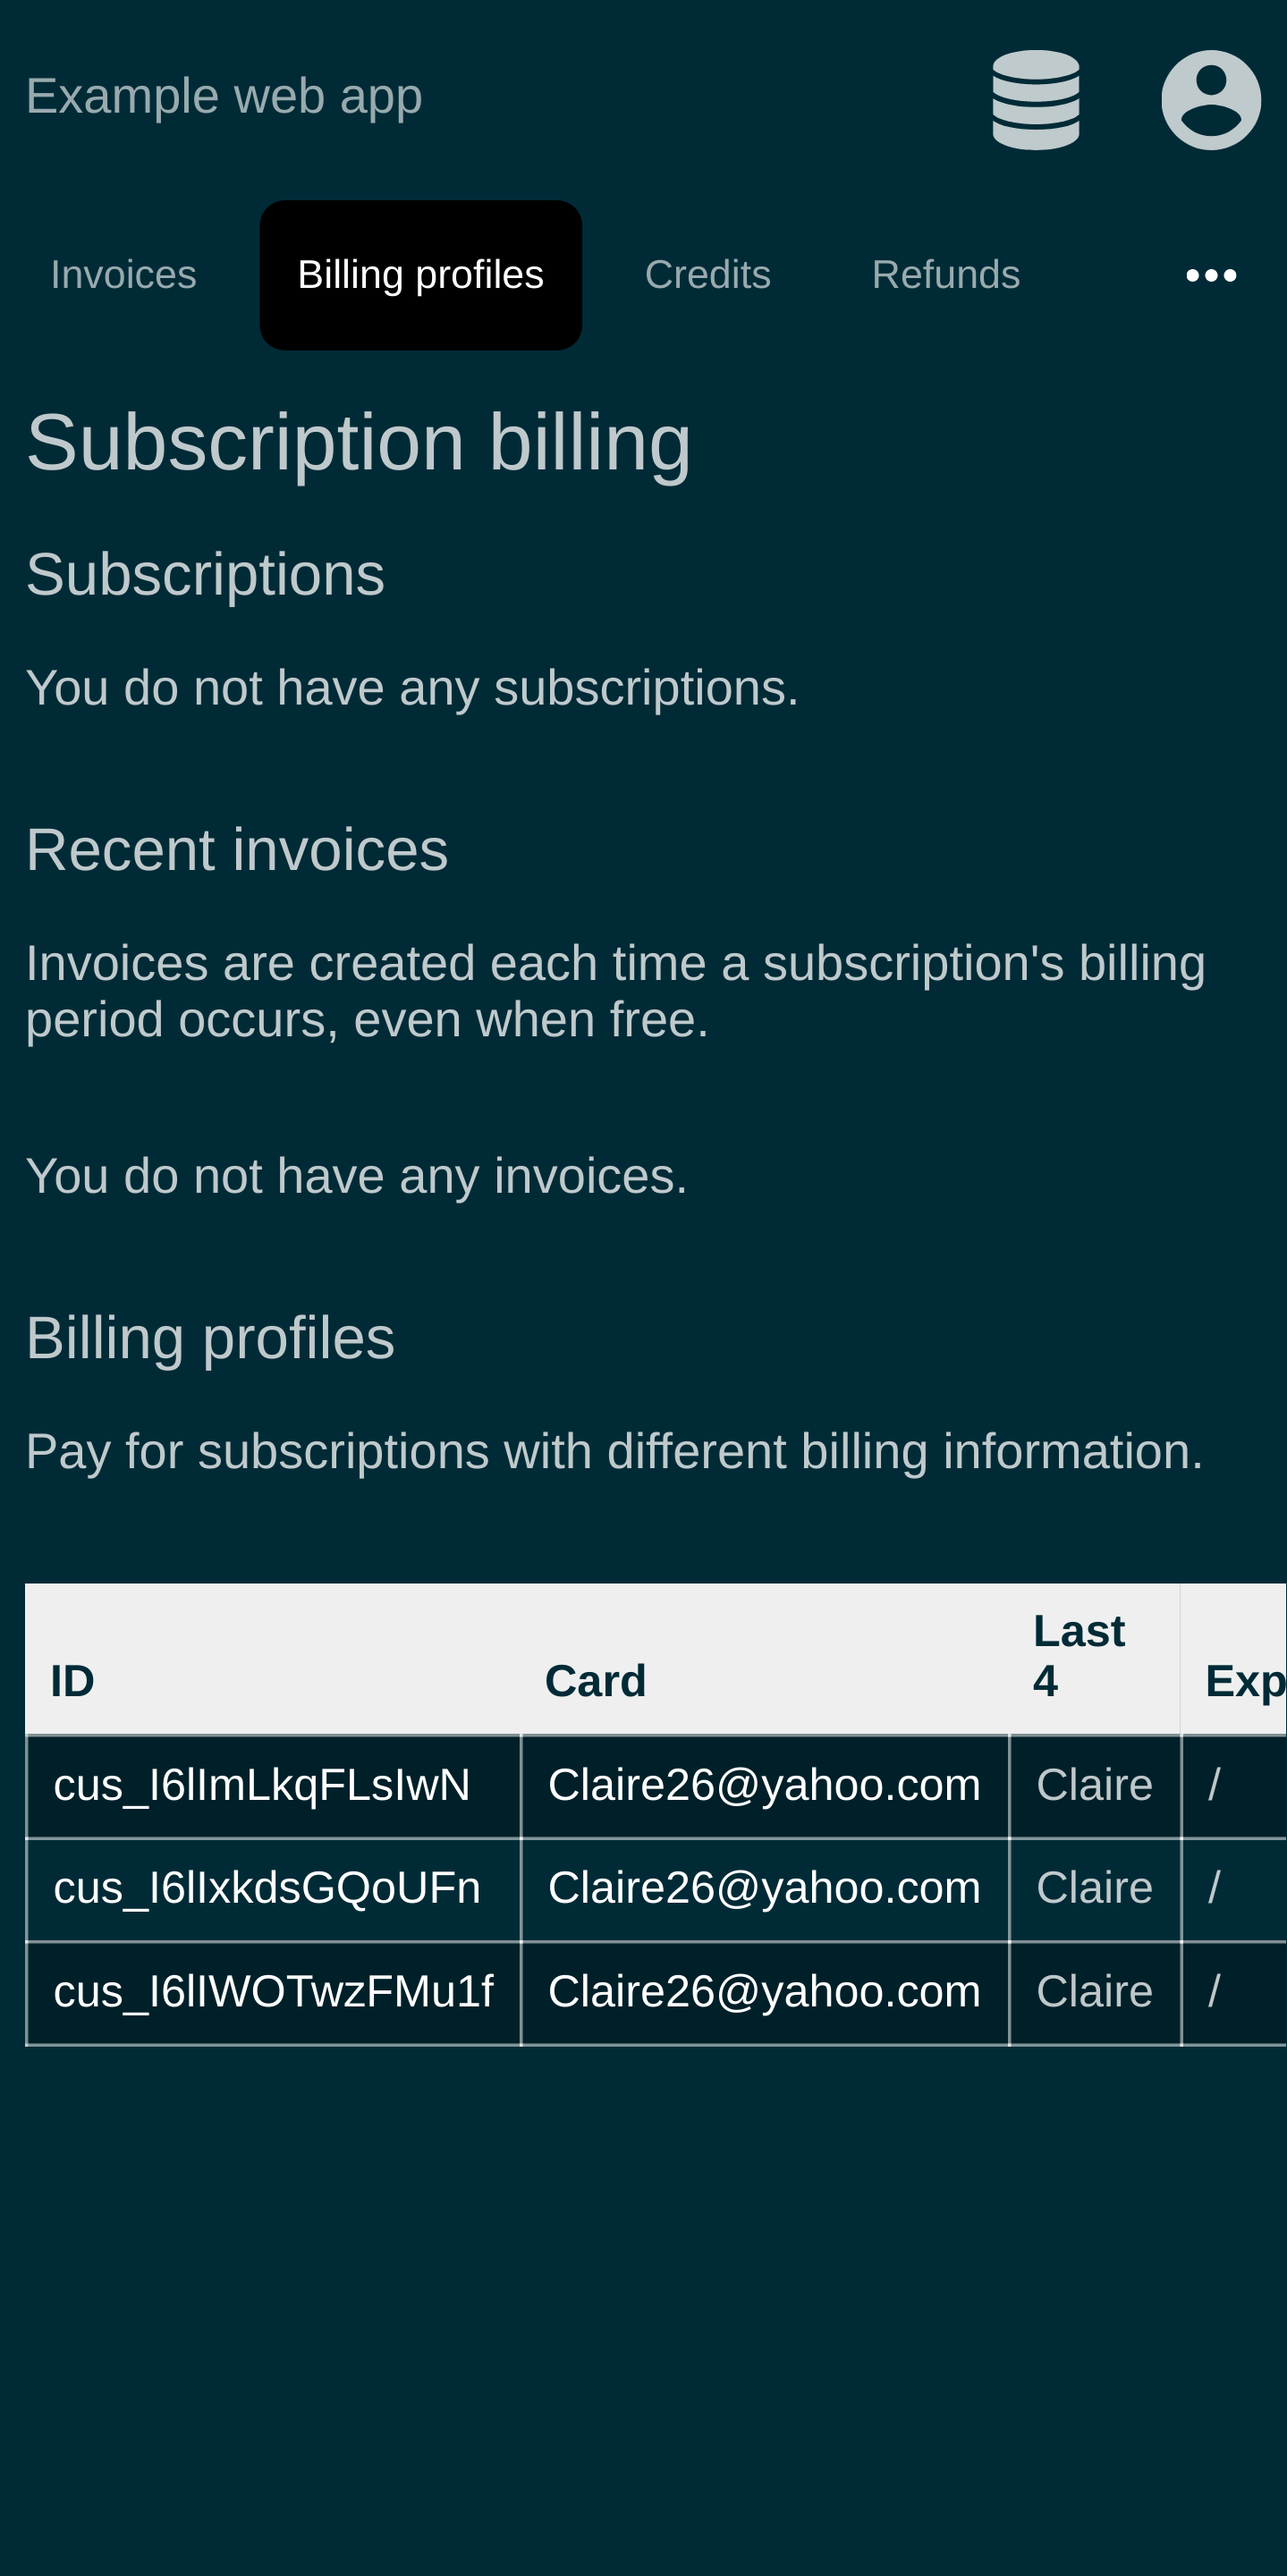 Example web app
Invoices Billing profiles Credits Refunds •••
Subscription billing
Subscriptions
You do not have any subscriptions.
Recent invoices
Invoices are created each time a subscription's billing
period occurs, even when free.
You do not have any invoices.
Billing profiles
Pay for subscriptions with different billing information.
ID Card Last 4 Exp
cus_I6lImLkqFLsIwN Claire26@yahoo.com Claire /
cus_I6lIxkdsGQoUFn Claire26@yahoo.com Claire /
cus_I6lIWOTwzFMu1f Claire26@yahoo.com Claire /